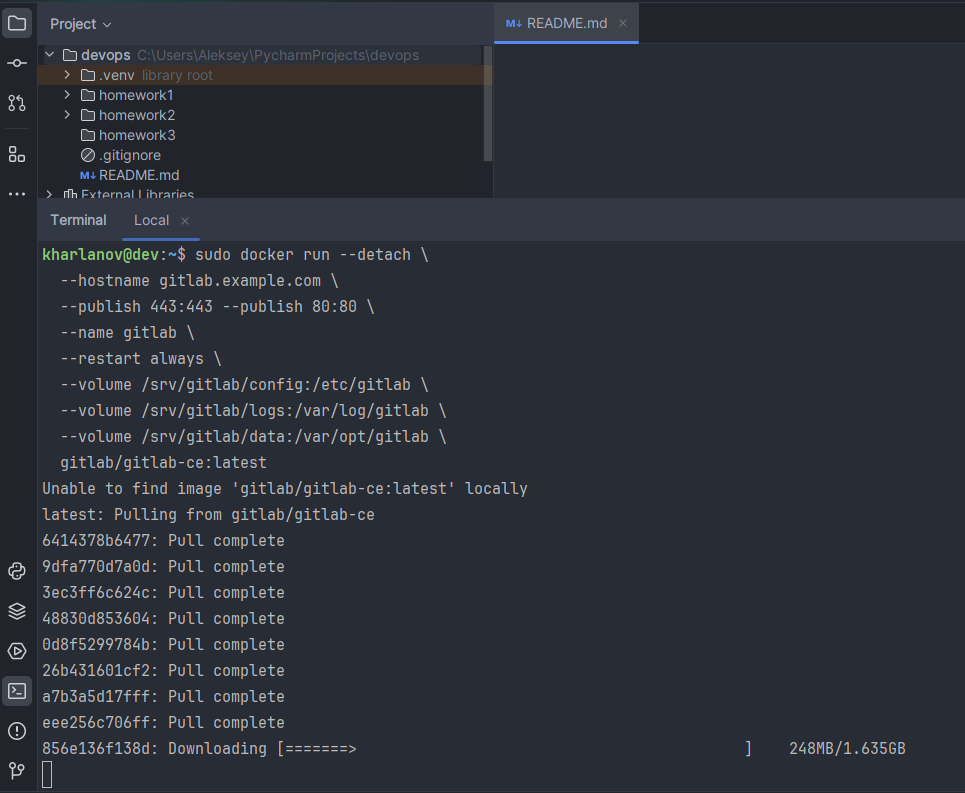 Project
README.md
devops C:\Users\Aleksey\PycharmProjects\devops
.venv library root
homework1
homework2
homework3
.gitignore
README.md
External Libraries
Terminal Local
kharlanov@dev:~$ sudo docker run --detach \
--hostname gitlab.example.com \
--publish 443:443 --publish 80:80 \
--name gitlab \
--restart always \
--volume /srv/gitlab/config:/etc/gitlab \
--volume /srv/gitlab/logs:/var/log/gitlab \
--volume /srv/gitlab/data:/var/opt/gitlab \
gitlab/gitlab-ce:latest
Unable to find image 'gitlab/gitlab-ce:latest' locally
latest: Pulling from gitlab/gitlab-ce
6414378b6477: Pull complete
9dfa770d7a0d: Pull complete
3ec3ff6c624c: Pull complete
48830d853604: Pull complete
0d8f5299784b: Pull complete
26b431601cf2: Pull complete
a7b3a5d17fff: Pull complete
eee256c706ff: Pull complete
856e136f138d: Downloading [=======> ] 248MB/1.635GB